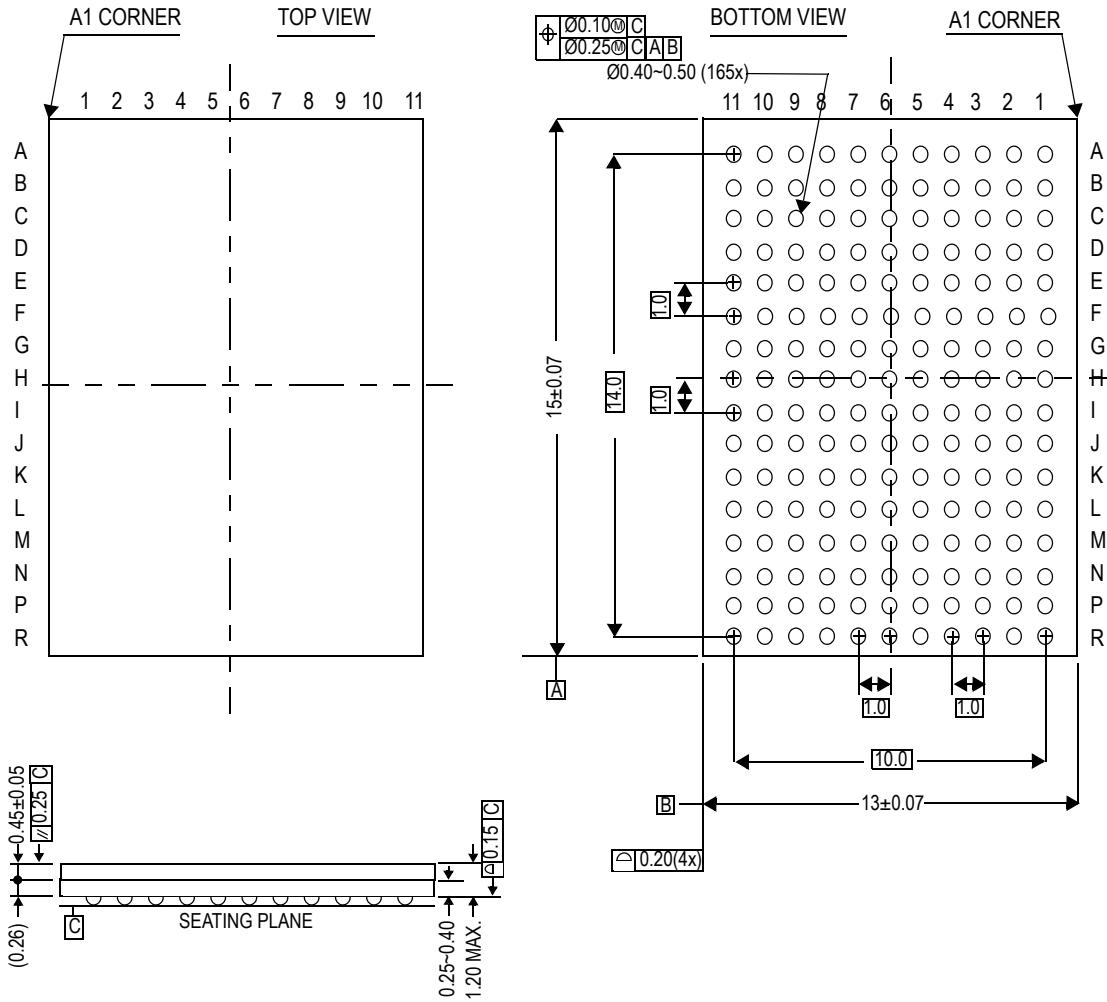 A1 CORNER
TOP VIEW
1 2 3 4 5 6 7 8 9 10 11
A
B
C
D
E
F
G
H
I
J
K
L
M
N
P
R
⌖ Ø0.10Ⓜ C
Ø0.25Ⓜ C A B
BOTTOM VIEW
A1 CORNER
Ø0.40~0.50 (165x)
11 10 9 8 7 6 5 4 3 2 1
A
B
C
D
E
F
G
H
I
J
K
L
M
N
P
R
1.0
1.0
15±0.07
14.0
A
1.0
1.0
10.0
B
13±0.07
⌓ 0.20(4x)
0.45±0.05
⫽ 0.25 C
(0.26)
C
SEATING PLANE
⌓ 0.15 C
0.25~0.40
1.20 MAX.